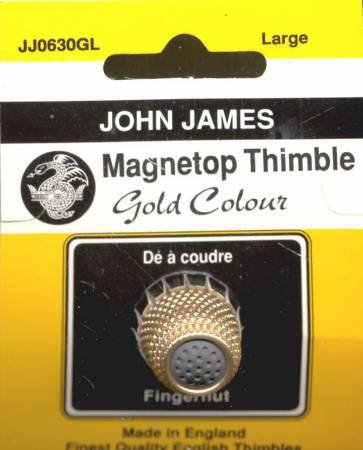 JJ0630GL Large
JOHN JAMES
Magnetop Thimble
Gold Colour
Dé à coudre
Fingerhut
Made in England
Finest Quality English Thimbles